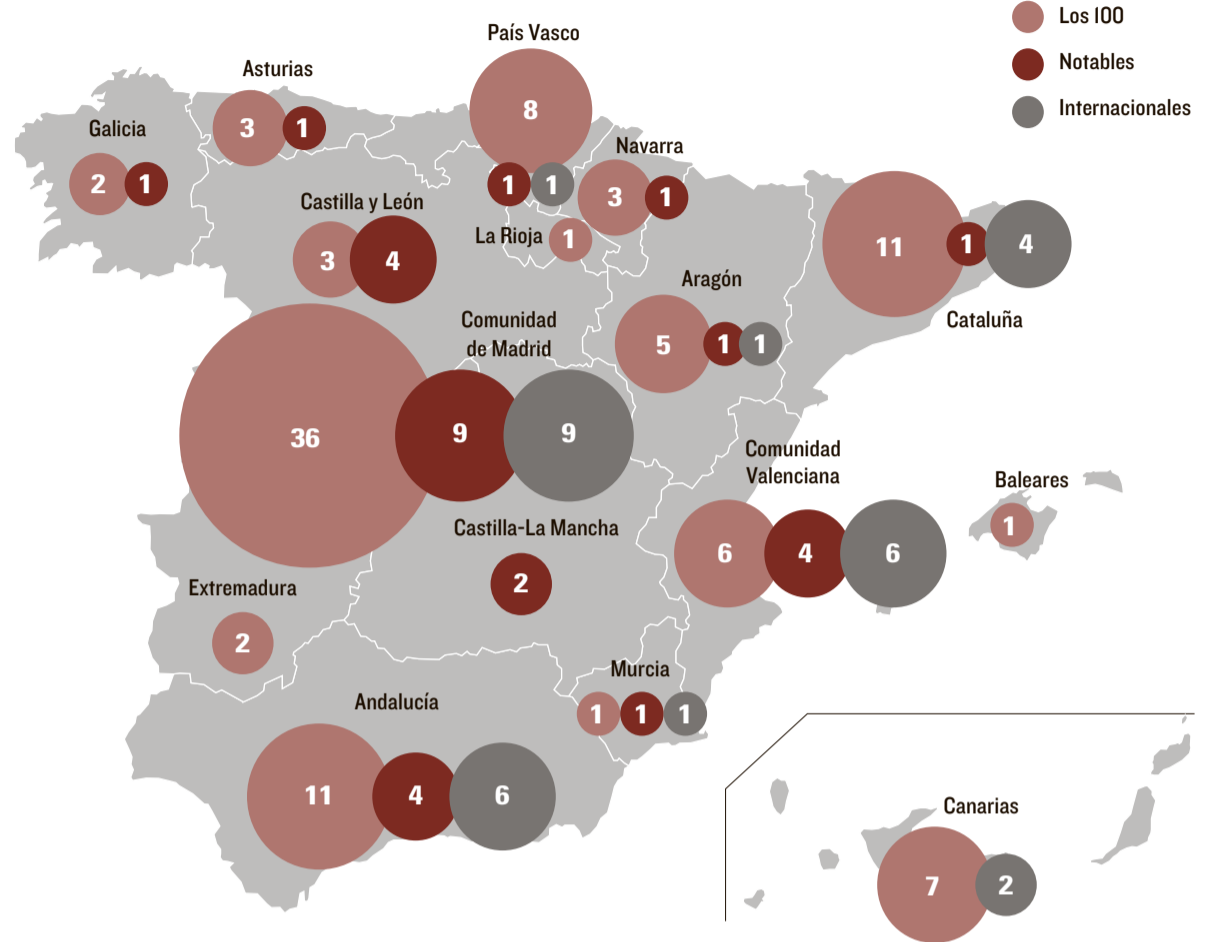 Los 100
Notables
Internacionales
País Vasco
8
1 1
Asturias
3 1
Galicia
2 1
Navarra
3 1
Castilla y León
3 4
La Rioja 1
11 1 4
Cataluña
Aragón
5 1 1
Comunidad
de Madrid
36 9 9
Comunidad
Valenciana
6 4 6
Baleares
1
Castilla-La Mancha
2
Extremadura
2
Murcia
1 1 1
Andalucía
11 4 6
Canarias
7 2